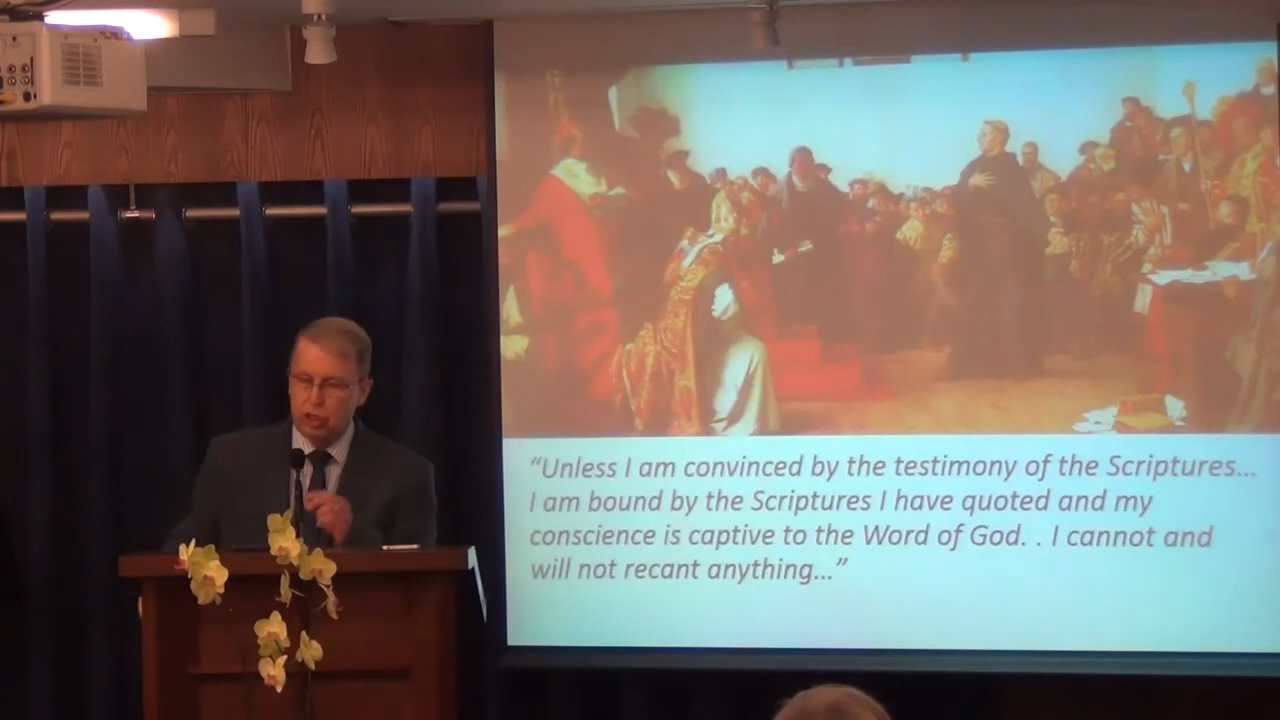 “Unless I am convinced by the testimony of the Scriptures...
I am bound by the Scriptures I have quoted and my
conscience is captive to the Word of God. . I cannot and
will not recant anything...”